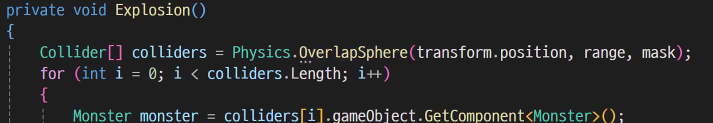 private void Explosion()
{
Collider[] colliders = Physics.OverlapSphere(transform.position, range, mask);
for (int i = 0; i < colliders.Length; i++)
{
Monster monster = colliders[i].gameObject.GetComponent<Monster>();